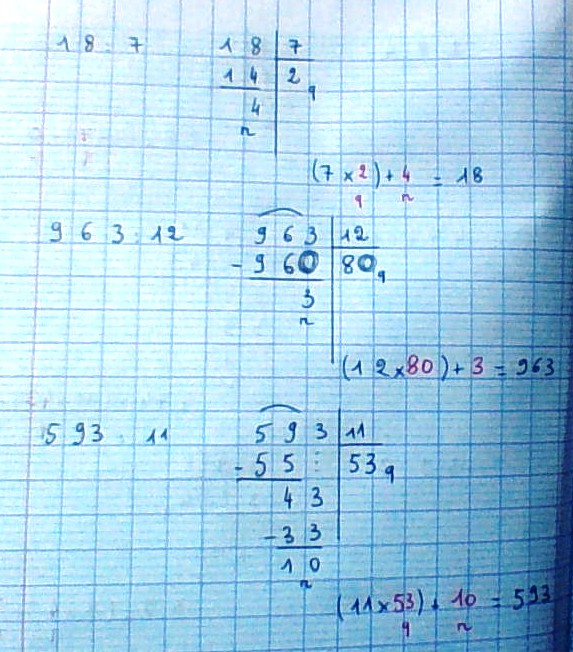 18 : 7    18 | 7
14 | 2 q
4
r
(7 × 2) + 4 = 18
q r
963 : 12    963 | 12
- 960 | 80 q
3
r
(12 × 80) + 3 = 963
593 : 11    593 | 11
- 55 : | 53 q
43
- 33
10
r
(11 × 53) + 10 = 593
q r